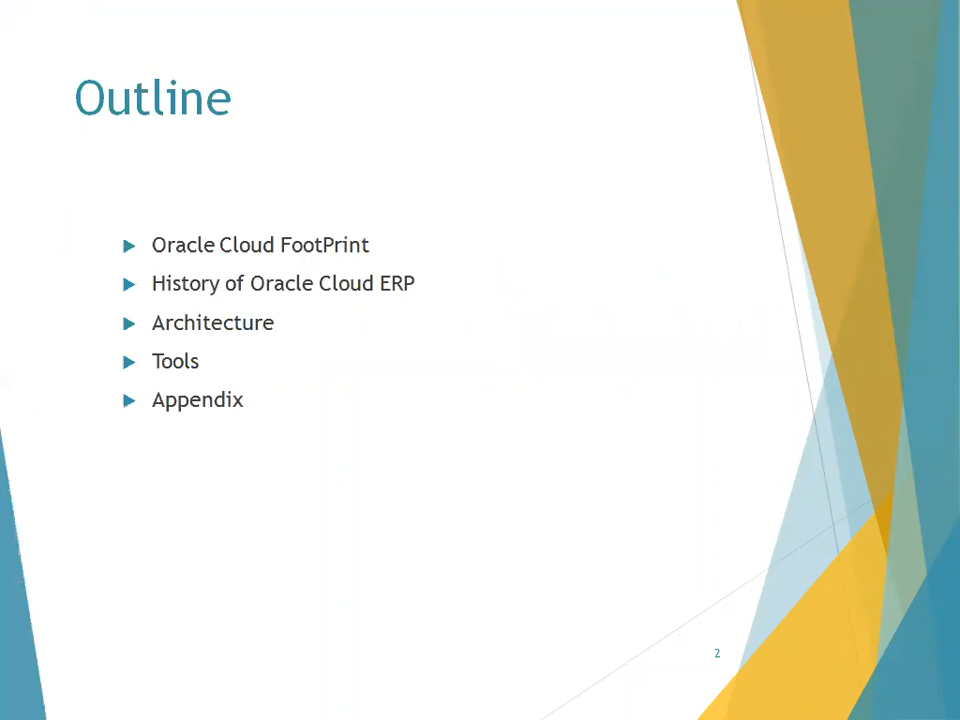 Outline
Oracle Cloud FootPrint
History of Oracle Cloud ERP
Architecture
Tools
Appendix
2